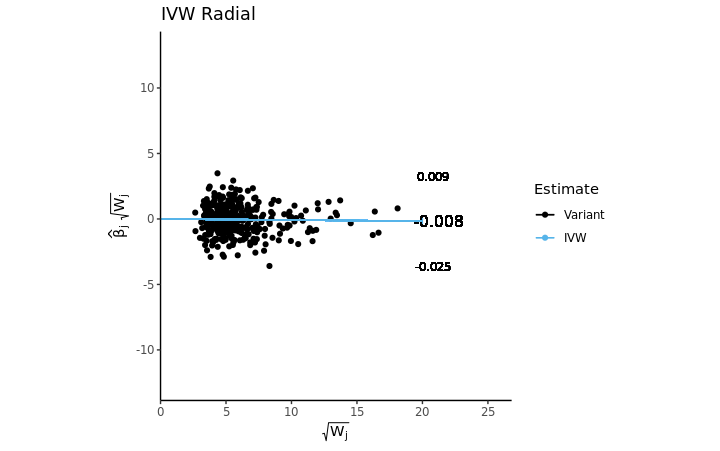 IVW Radial
10
5
0
-5
-10
β̂j √Wj
0.009
-0.008
-0.025
0 5 10 15 20 25
√Wj
Estimate
Variant
IVW